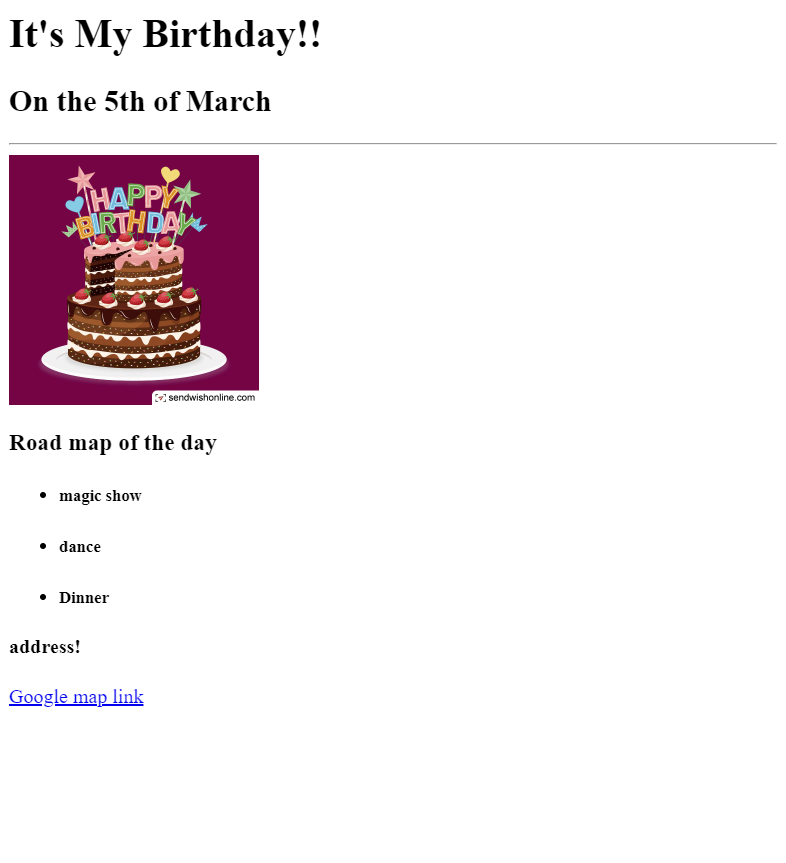 It's My Birthday!!
On the 5th of March
HAPPY
BIRTHDAY
sendwishonline.com
Road map of the day
magic show
dance
Dinner
address!
Google map link